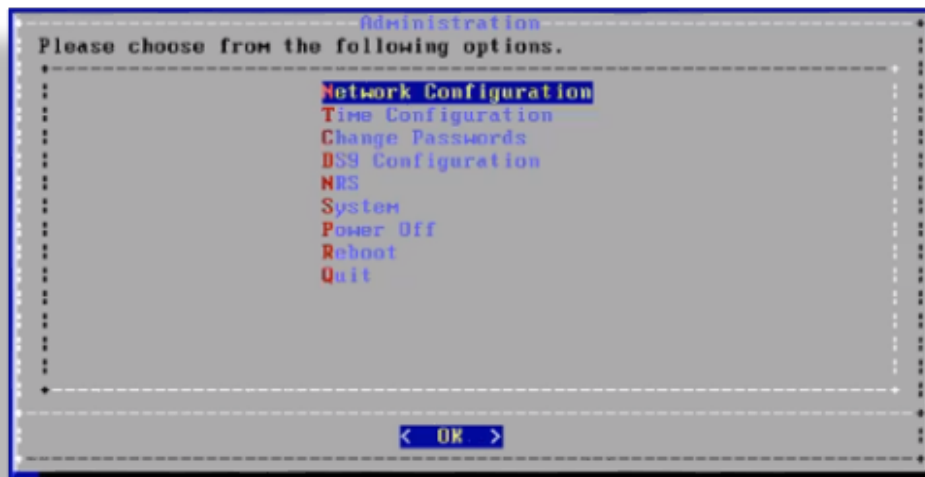 Administration
Please choose from the following options.
Network Configuration
Time Configuration
Change Passwords
DS9 Configuration
NRS
System
Power Off
Reboot
Quit
< OK >